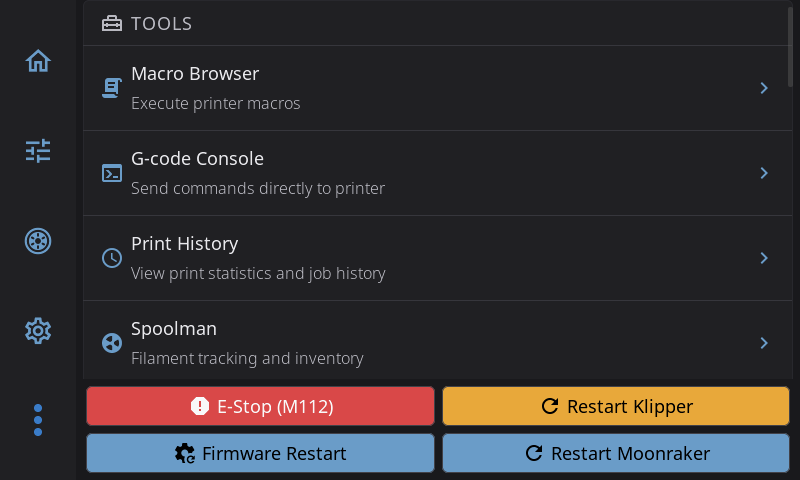 TOOLS
Macro Browser
Execute printer macros
G-code Console
Send commands directly to printer
Print History
View print statistics and job history
Spoolman
Filament tracking and inventory
E-Stop (M112)
Restart Klipper
Firmware Restart
Restart Moonraker